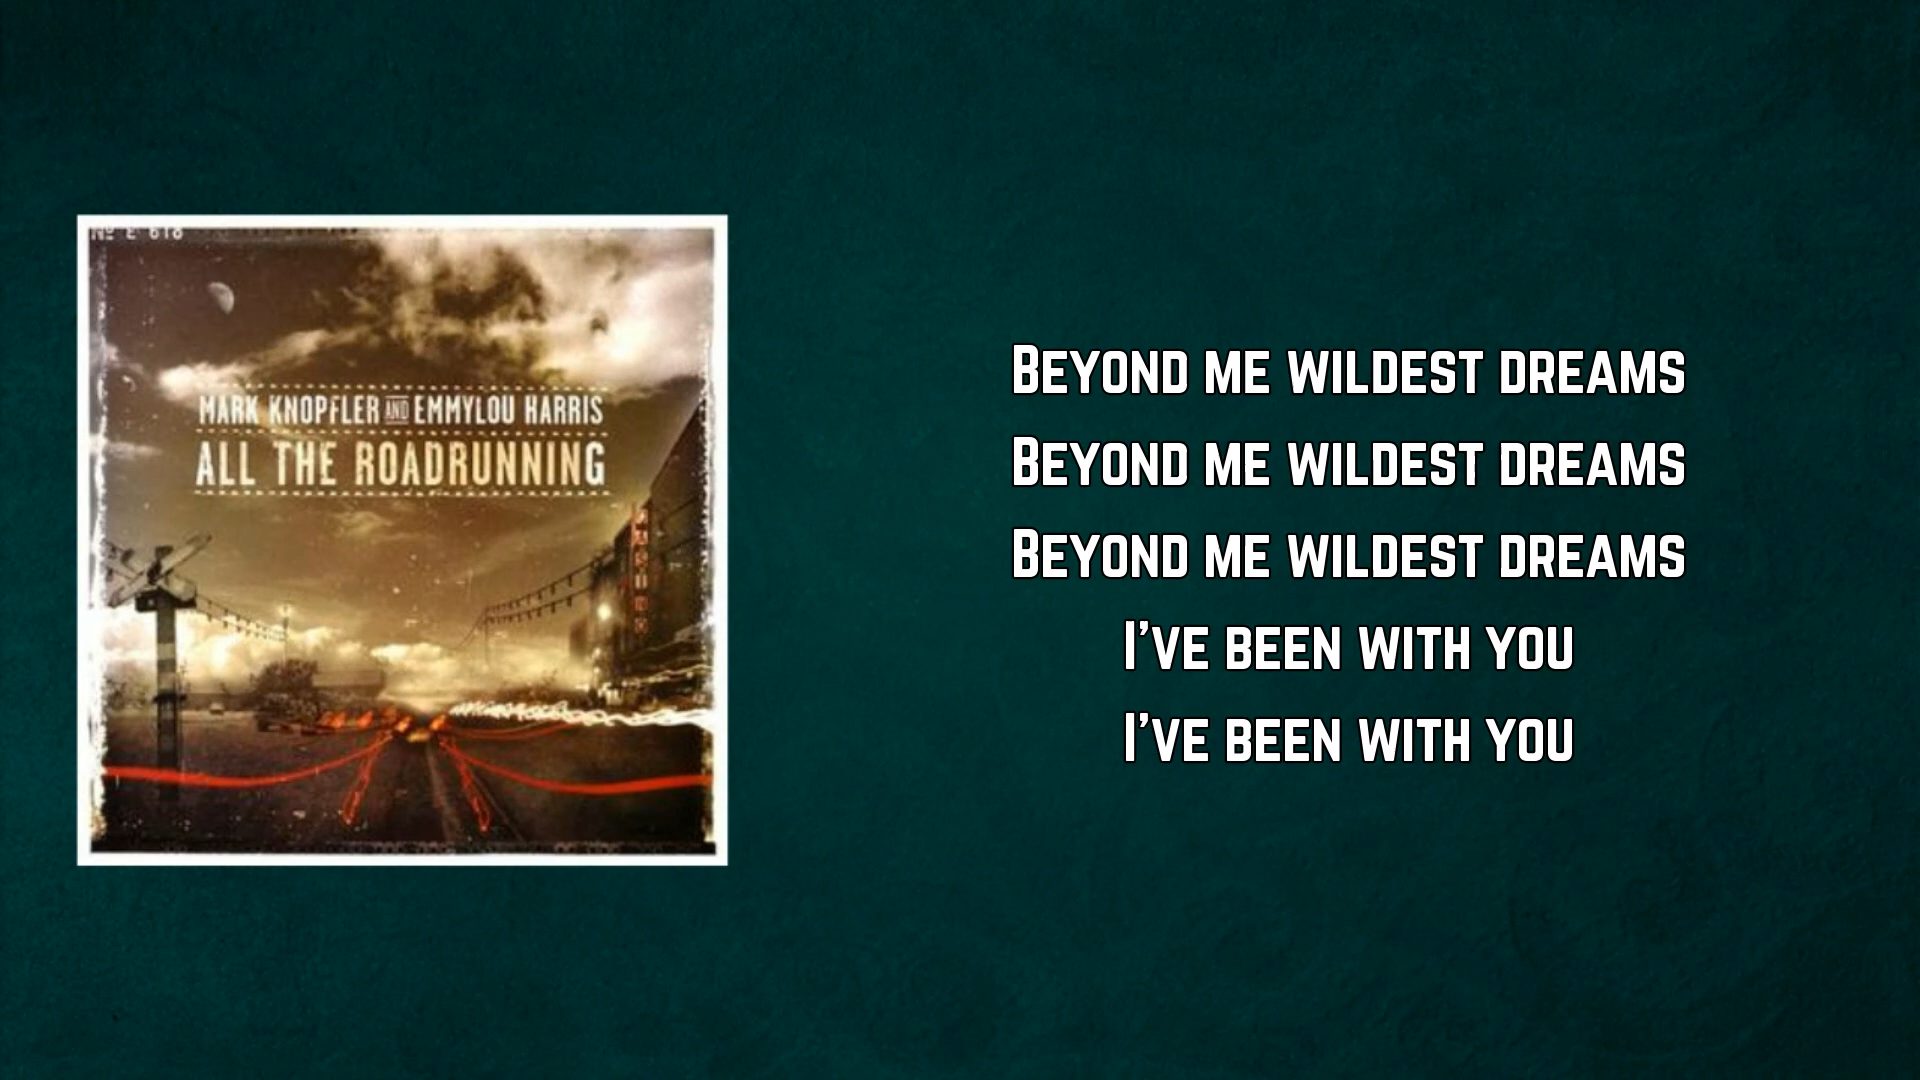 Nº E 618
MARK KNOPFLER AND EMMYLOU HARRIS
ALL THE ROADRUNNING
Beyond me wildest dreams
Beyond me wildest dreams
Beyond me wildest dreams
I've been with you
I've been with you